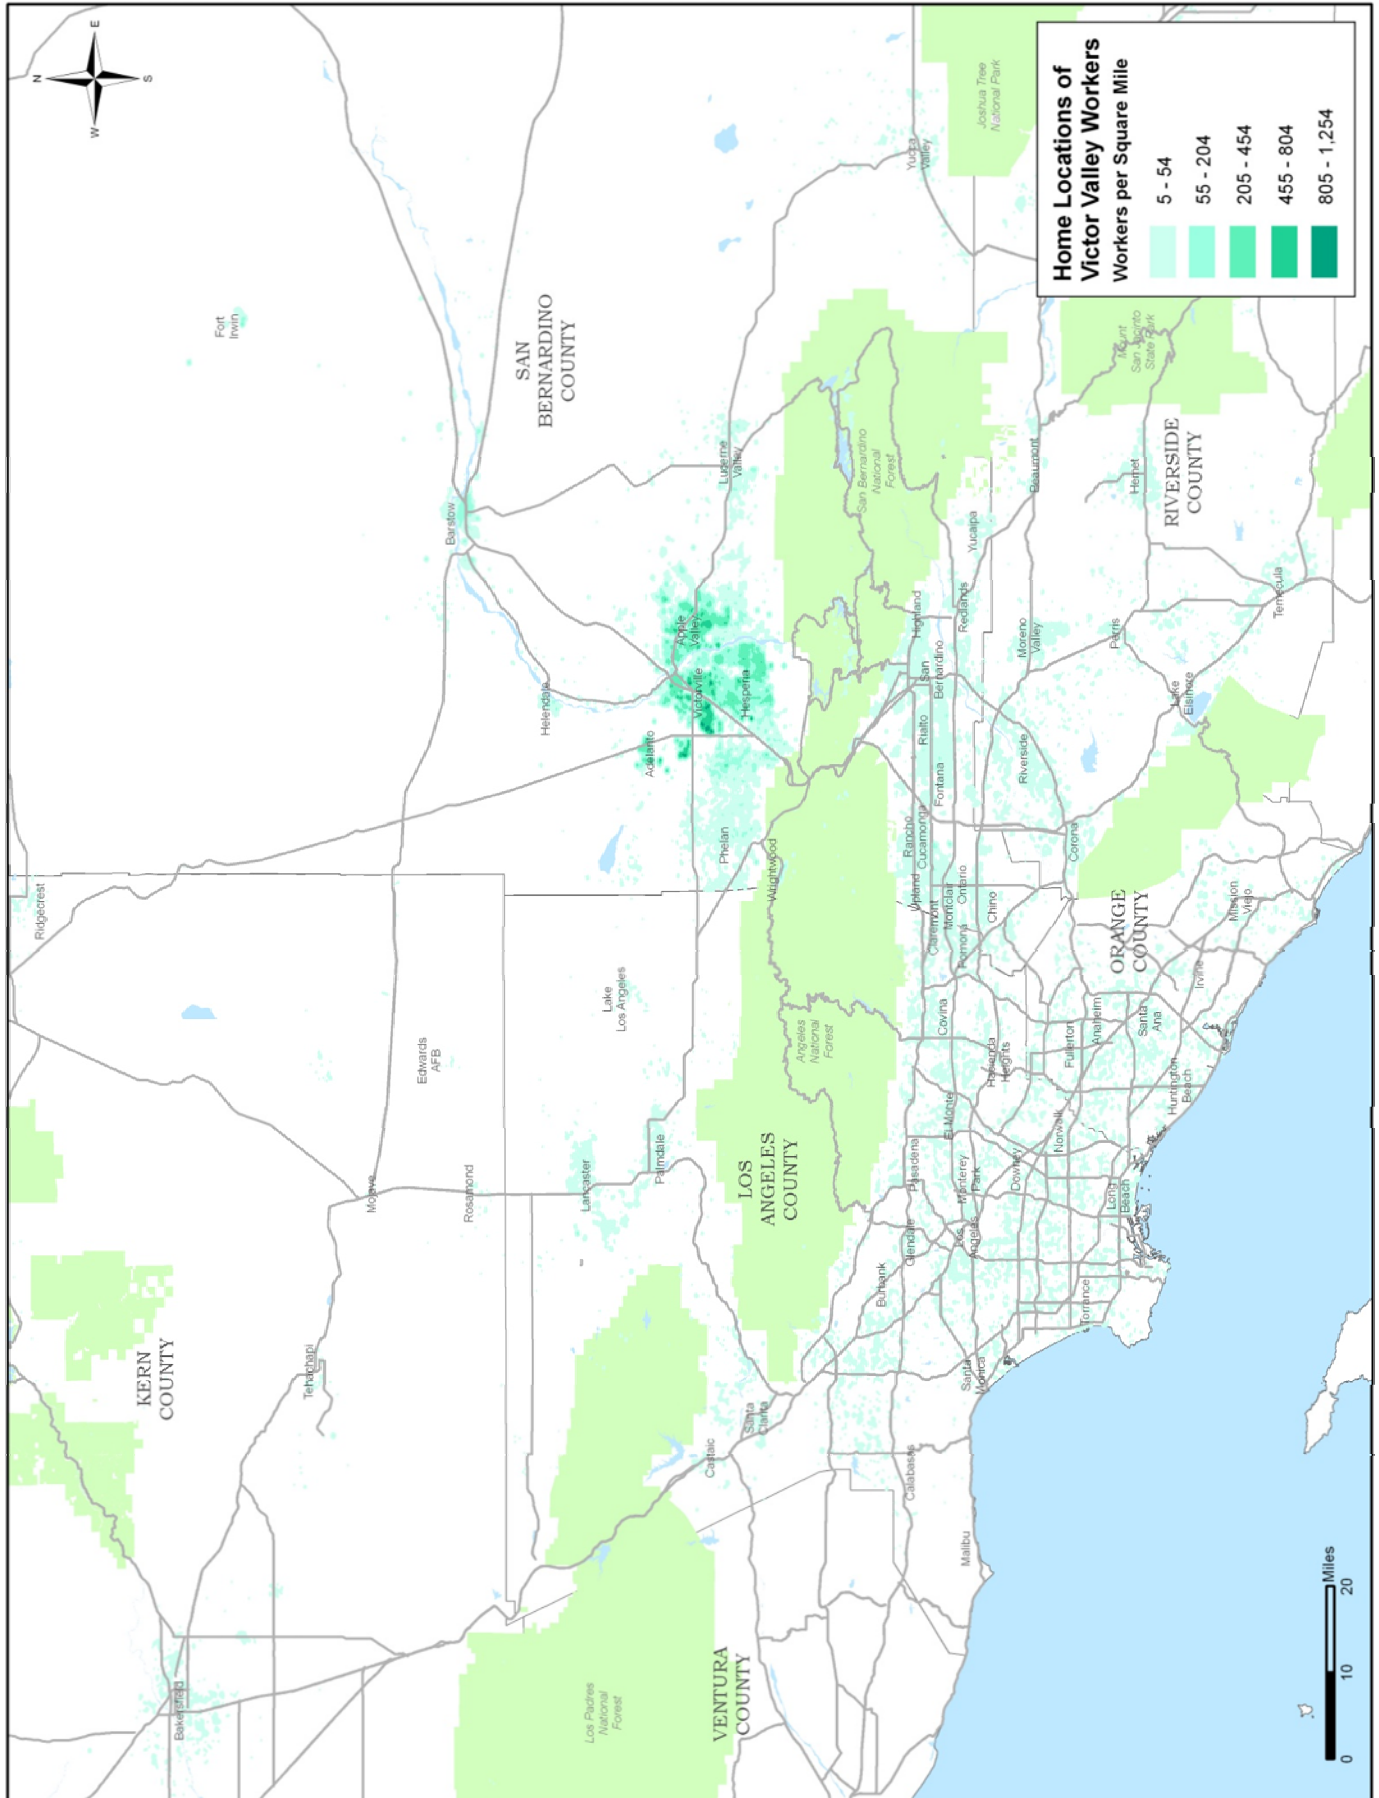 N
W
E
S
Home Locations of
Victor Valley Workers
Workers per Square Mile
5 - 54
55 - 204
205 - 454
455 - 804
805 - 1,254
KERN
COUNTY
Bakersfield
Tehachapi
Mojave
Rosamond
Edwards
AFB
Ridgecrest
Fort
Irwin
Barstow
SAN
BERNARDINO
COUNTY
Helendale
Adelanto
Victorville
Apple
Valley
Hesperia
Lucerne
Valley
Phelan
Wrightwood
Lake
Los Angeles
Lancaster
Palmdale
LOS
ANGELES
COUNTY
Angeles
National
Forest
San Bernardino
National
Forest
Los Padres
National
Forest
VENTURA
COUNTY
Castaic
Santa
Clarita
Calabasas
Malibu
Santa
Monica
Burbank
Glendale
Los
Angeles
Pasadena
Monterey
Park
Downey
Norwalk
Long
Beach
Torrance
El Monte
Covina
Hacienda
Heights
Fullerton
Anaheim
Santa
Ana
Huntington
Beach
Irvine
Mission
Viejo
ORANGE
COUNTY
Claremont
Pomona
Montclair
Upland
Ontario
Chino
Rancho
Cucamonga
Fontana
Rialto
San
Bernardino
Highland
Redlands
Yucaipa
Riverside
Corona
Moreno
Valley
Perris
Lake
Elsinore
Temecula
Hemet
Beaumont
RIVERSIDE
COUNTY
Mount
San Jacinto
State Park
Yucca
Valley
Joshua Tree
National Park
0
10
20
Miles